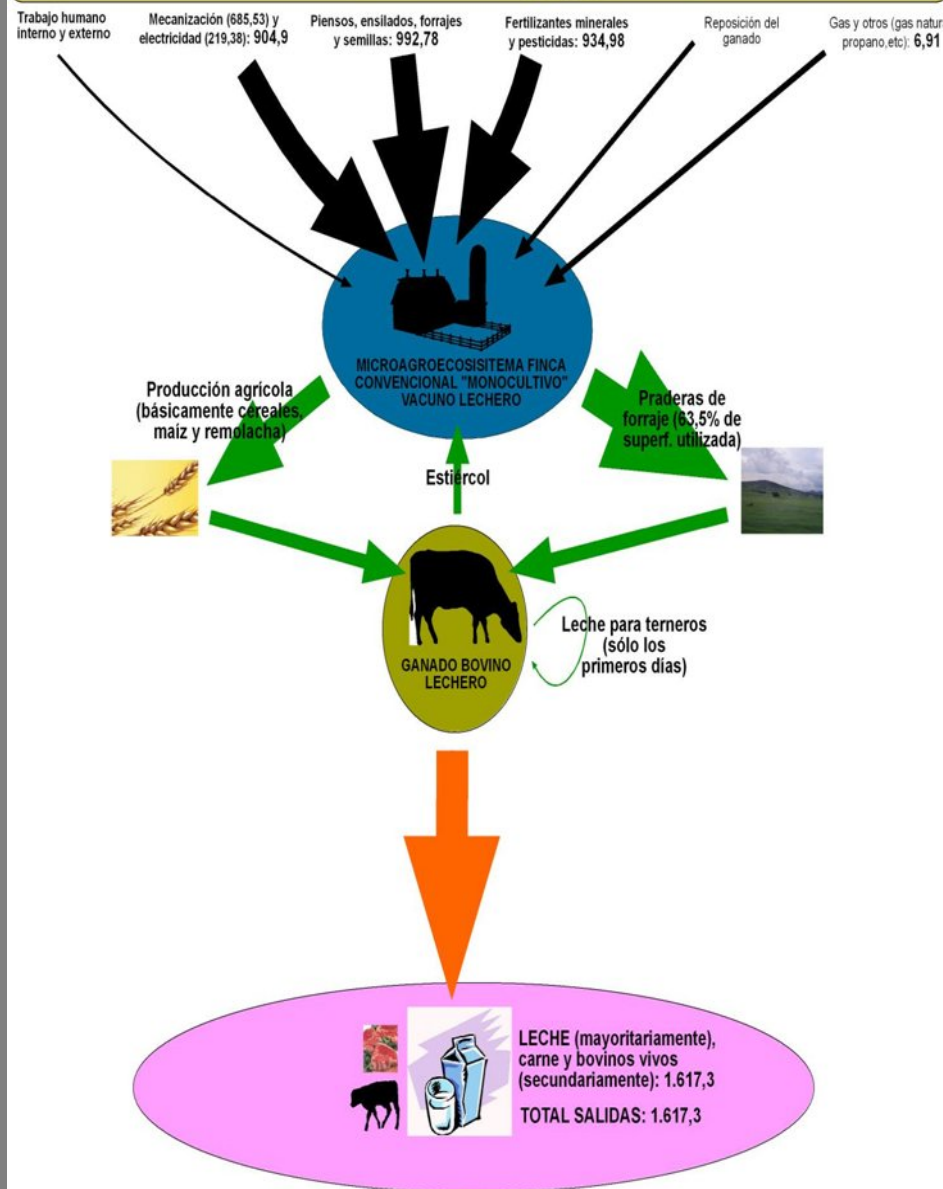 Trabajo humano
interno y externo
Mecanización (685,53) y
electricidad (219,38): 904,9
Piensos, ensilados, forrajes
y semillas: 992,78
Fertilizantes minerales
y pesticidas: 934,98
Reposición del
ganado
Gas y otros (gas natur
propano,etc): 6,91
MICROAGROECOSISITEMA FINCA
CONVENCIONAL "MONOCULTIVO"
VACUNO LECHERO
Producción agrícola
(básicamente céreales,
maíz y remolacha)
Praderas de
forraje (63,5% de
superf. utilizada)
Estiércol
GANADO BOVINO
LECHERO
Leche para terneros
(sólo los
primeros días)
LECHE (mayoritariamente),
carne y bovinos vivos
(secundariamente): 1.617,3
TOTAL SALIDAS: 1.617,3